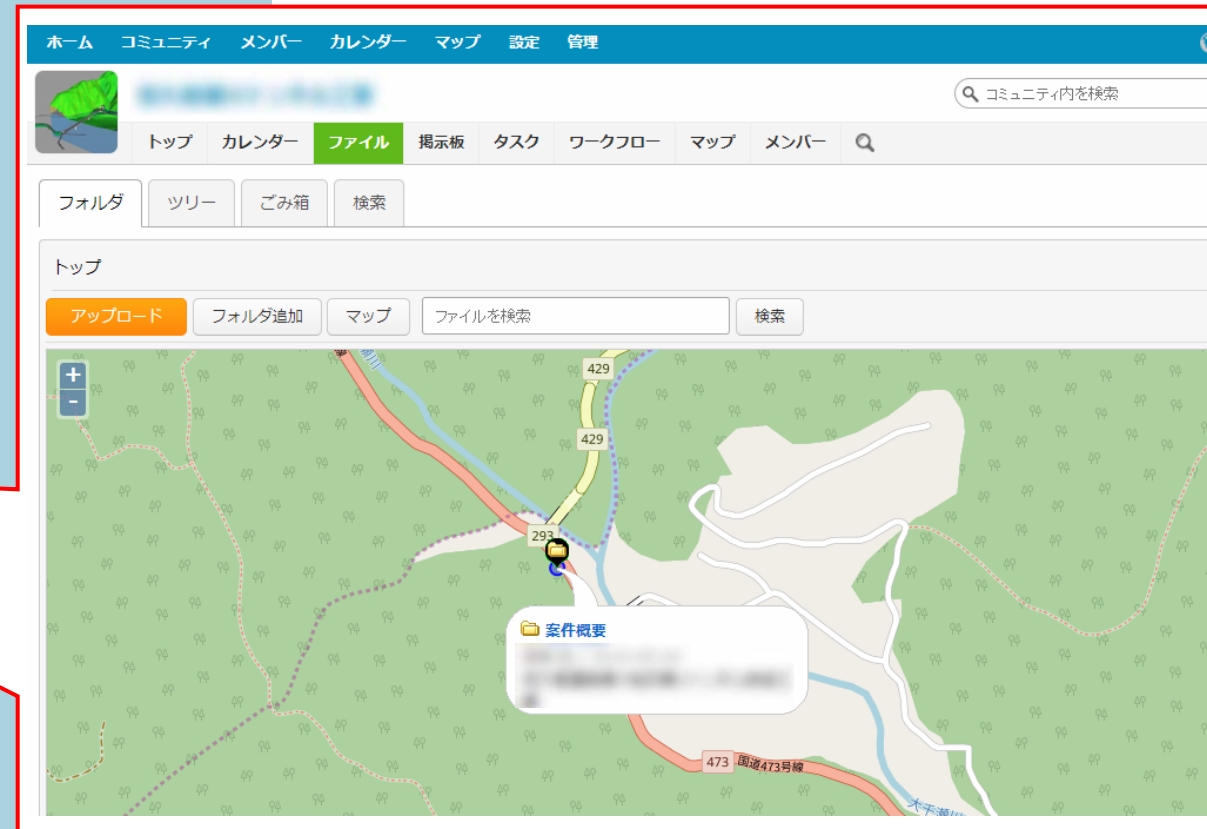 ホーム コミュニティ メンバー カレンダー マップ 設定 管理
コミュニティ内を検索
トップ カレンダー ファイル 掲示板 タスク ワークフロー マップ メンバー
フォルダ ツリー ごみ箱 検索
トップ
アップロード フォルダ追加 マップ ファイルを検索 検索
+
-
429
429
293
案件概要
473 国道473号線
大千瀬川